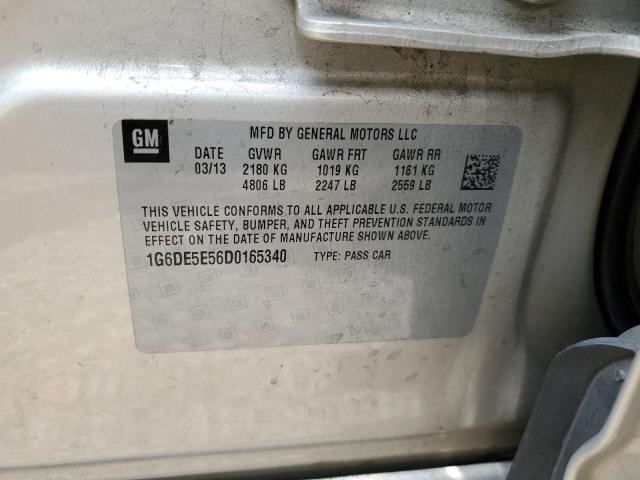 GM
MFD BY GENERAL MOTORS LLC
DATE GVWR GAWR FRT GAWR RR
03/13 2180 KG 1019 KG 1161 KG
4806 LB 2247 LB 2559 LB
THIS VEHICLE CONFORMS TO ALL APPLICABLE U.S. FEDERAL MOTOR
VEHICLE SAFETY, BUMPER, AND THEFT PREVENTION STANDARDS IN
EFFECT ON THE DATE OF MANUFACTURE SHOWN ABOVE.
1G6DE5E56D0165340 TYPE: PASS CAR